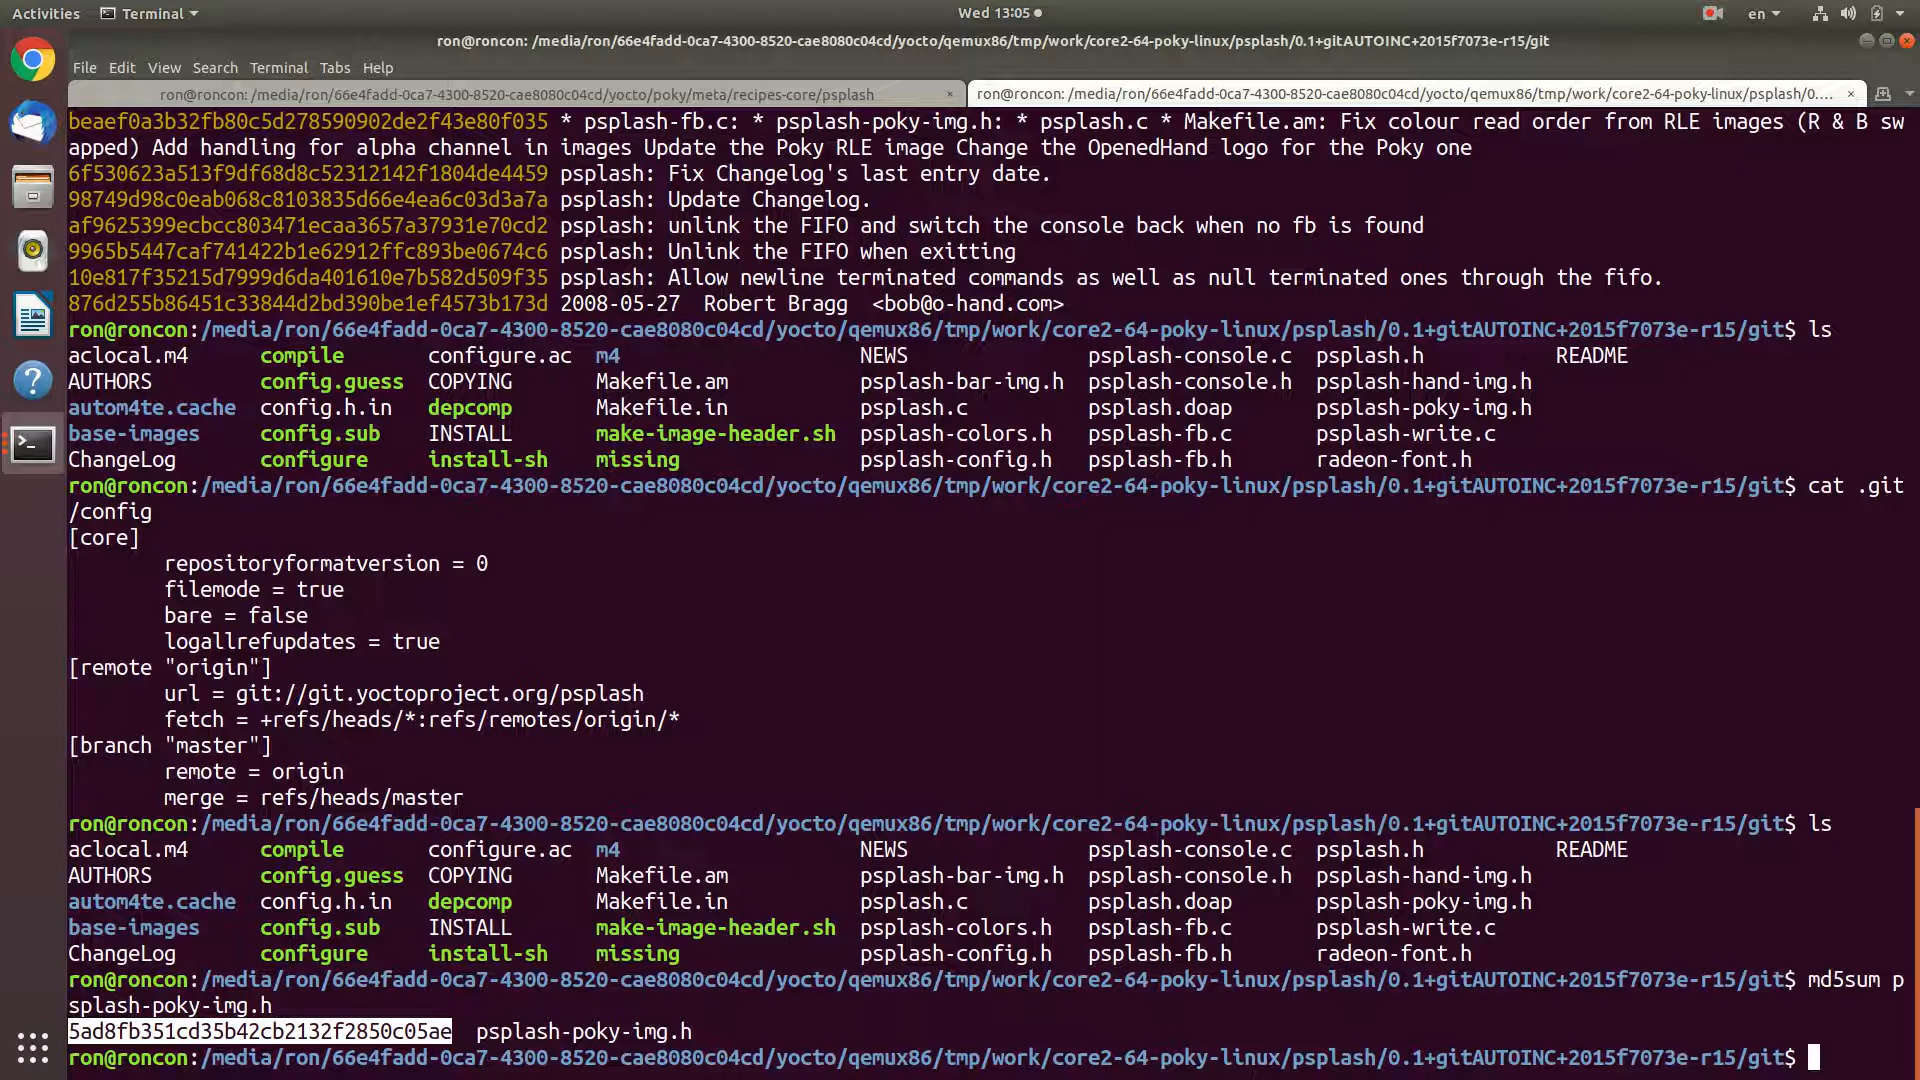 Activities Terminal Wed 13:05 en
ron@roncon: /media/ron/66e4fadd-0ca7-4300-8520-cae8080c04cd/yocto/qemux86/tmp/work/core2-64-poky-linux/psplash/0.1+gitAUTOINC+2015f7073e-r15/git
File Edit View Search Terminal Tabs Help
ron@roncon: /media/ron/66e4fadd-0ca7-4300-8520-cae8080c04cd/yocto/poky/meta/recipes-core/psplash × ron@roncon: /media/ron/66e4fadd-0ca7-4300-8520-cae8080c04cd/yocto/qemux86/tmp/work/core2-64-poky-linux/psplash/0.... ×
beaef0a3b32fb80c5d278590902de2f43e80f035 * psplash-fb.c: * psplash-poky-img.h: * psplash.c * Makefile.am: Fix colour read order from RLE images (R & B sw
apped) Add handling for alpha channel in images Update the Poky RLE image Change the OpenedHand logo for the Poky one
6f530623a513f9df68d8c52312142f1804de4459 psplash: Fix Changelog's last entry date.
98749d98c0eab068c8103835d66e4ea6c03d3a7a psplash: Update Changelog.
af9625399ecbcc803471ecaa3657a37931e70cd2 psplash: unlink the FIFO and switch the console back when no fb is found
9965b5447caf741422b1e62912ffc893be0674c6 psplash: Unlink the FIFO when exitting
10e817f35215d7999d6da401610e7b582d509f35 psplash: Allow newline terminated commands as well as null terminated ones through the fifo.
876d255b86451c33844d2bd390be1ef4573b173d 2008-05-27  Robert Bragg  <bob@o-hand.com>
ron@roncon:/media/ron/66e4fadd-0ca7-4300-8520-cae8080c04cd/yocto/qemux86/tmp/work/core2-64-poky-linux/psplash/0.1+gitAUTOINC+2015f7073e-r15/git$ ls
aclocal.m4 compile configure.ac m4 NEWS psplash-console.c psplash.h README
AUTHORS config.guess COPYING Makefile.am psplash-bar-img.h psplash-console.h psplash-hand-img.h
autom4te.cache config.h.in depcomp Makefile.in psplash.c psplash.doap psplash-poky-img.h
base-images config.sub INSTALL make-image-header.sh psplash-colors.h psplash-fb.c psplash-write.c
ChangeLog configure install-sh missing psplash-config.h psplash-fb.h radeon-font.h
ron@roncon:/media/ron/66e4fadd-0ca7-4300-8520-cae8080c04cd/yocto/qemux86/tmp/work/core2-64-poky-linux/psplash/0.1+gitAUTOINC+2015f7073e-r15/git$ cat .git
/config
[core]
repositoryformatversion = 0
filemode = true
bare = false
logallrefupdates = true
[remote "origin"]
url = git://git.yoctoproject.org/psplash
fetch = +refs/heads/*:refs/remotes/origin/*
[branch "master"]
remote = origin
merge = refs/heads/master
ron@roncon:/media/ron/66e4fadd-0ca7-4300-8520-cae8080c04cd/yocto/qemux86/tmp/work/core2-64-poky-linux/psplash/0.1+gitAUTOINC+2015f7073e-r15/git$ ls
aclocal.m4 compile configure.ac m4 NEWS psplash-console.c psplash.h README
AUTHORS config.guess COPYING Makefile.am psplash-bar-img.h psplash-console.h psplash-hand-img.h
autom4te.cache config.h.in depcomp Makefile.in psplash.c psplash.doap psplash-poky-img.h
base-images config.sub INSTALL make-image-header.sh psplash-colors.h psplash-fb.c psplash-write.c
ChangeLog configure install-sh missing psplash-config.h psplash-fb.h radeon-font.h
ron@roncon:/media/ron/66e4fadd-0ca7-4300-8520-cae8080c04cd/yocto/qemux86/tmp/work/core2-64-poky-linux/psplash/0.1+gitAUTOINC+2015f7073e-r15/git$ md5sum p
splash-poky-img.h
5ad8fb351cd35b42cb2132f2850c05ae  psplash-poky-img.h
ron@roncon:/media/ron/66e4fadd-0ca7-4300-8520-cae8080c04cd/yocto/qemux86/tmp/work/core2-64-poky-linux/psplash/0.1+gitAUTOINC+2015f7073e-r15/git$